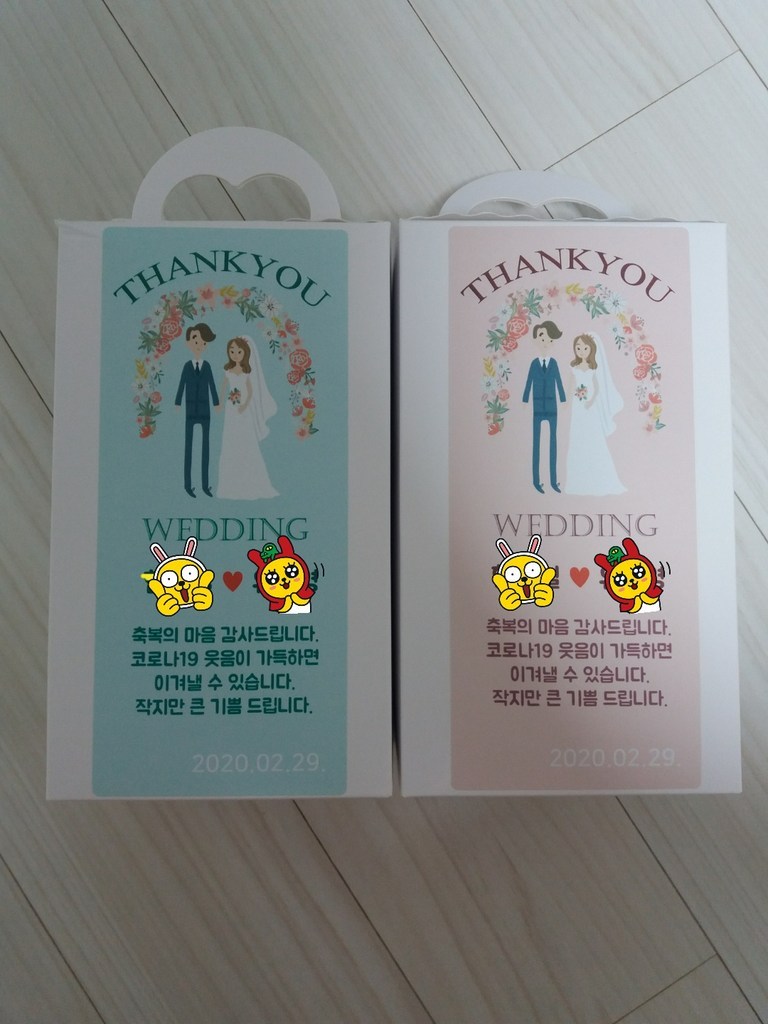 THANKYOU
WEDDING
축복의 마음 감사드립니다.
코로나19 웃음이 가득하면
이겨낼 수 있습니다.
작지만 큰 기쁨 드립니다.
2020.02.29.
THANKYOU
WEDDING
축복의 마음 감사드립니다.
코로나19 웃음이 가득하면
이겨낼 수 있습니다.
작지만 큰 기쁨 드립니다.
2020.02.29.